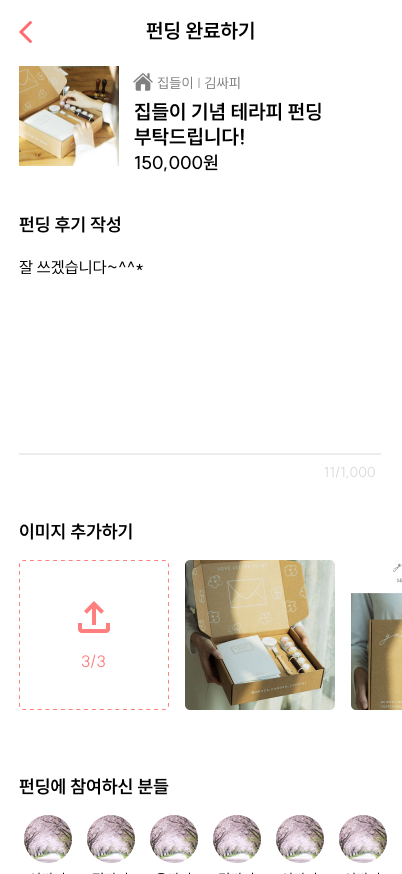 펀딩 완료하기
집들이 | 김싸피
집들이 기념 테라피 펀딩
부탁드립니다!
150,000원
펀딩 후기 작성
잘 쓰겠습니다~^^*
11/1,000
이미지 추가하기
3/3
펀딩에 참여하신 분들